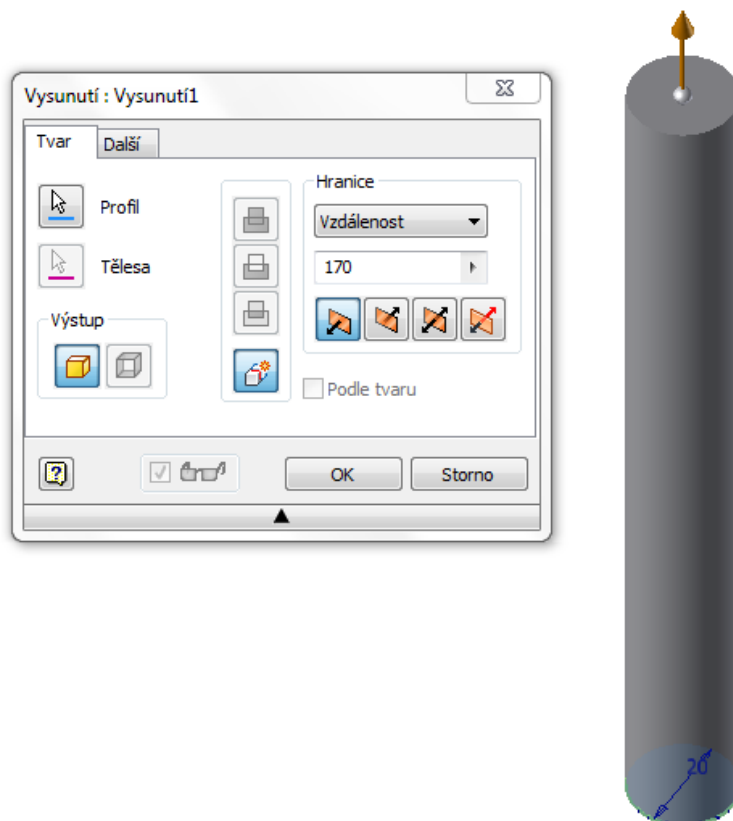 Vysunutí : Vysunutí1
Tvar
Další
Profil
Tělesa
Výstup
Hranice
Vzdálenost
170
Podle tvaru
OK
Storno
20